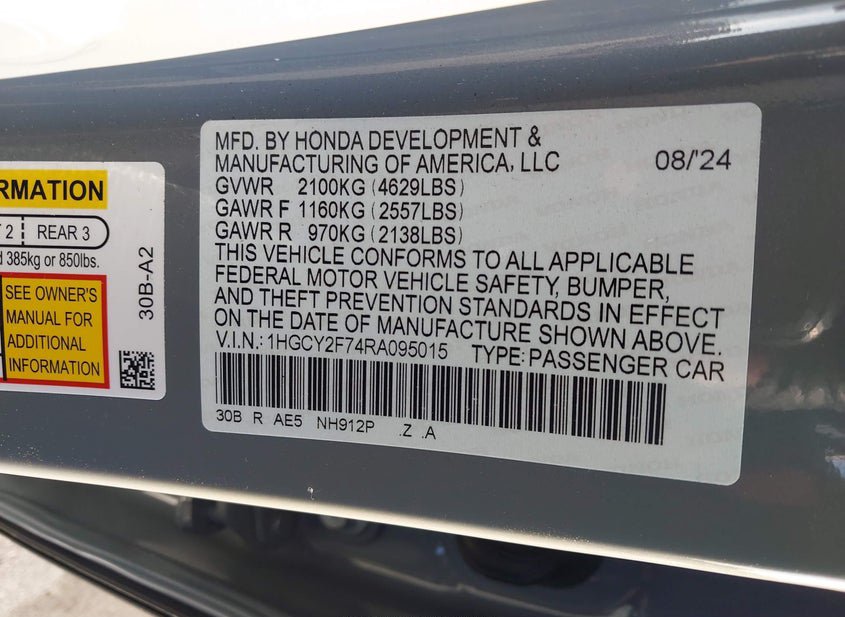 RMATION
2 REAR 3
385kg or 850lbs.
SEE OWNER'S
MANUAL FOR
ADDITIONAL
INFORMATION
30B-A2
MFD. BY HONDA DEVELOPMENT &
MANUFACTURING OF AMERICA, LLC 08/'24
GVWR 2100KG (4629LBS)
GAWR F 1160KG (2557LBS)
GAWR R 970KG (2138LBS)
THIS VEHICLE CONFORMS TO ALL APPLICABLE
FEDERAL MOTOR VEHICLE SAFETY, BUMPER,
AND THEFT PREVENTION STANDARDS IN EFFECT
ON THE DATE OF MANUFACTURE SHOWN ABOVE.
V.I.N.: 1HGCY2F74RA095015 TYPE: PASSENGER CAR
30B R AE5 NH912P .Z .A